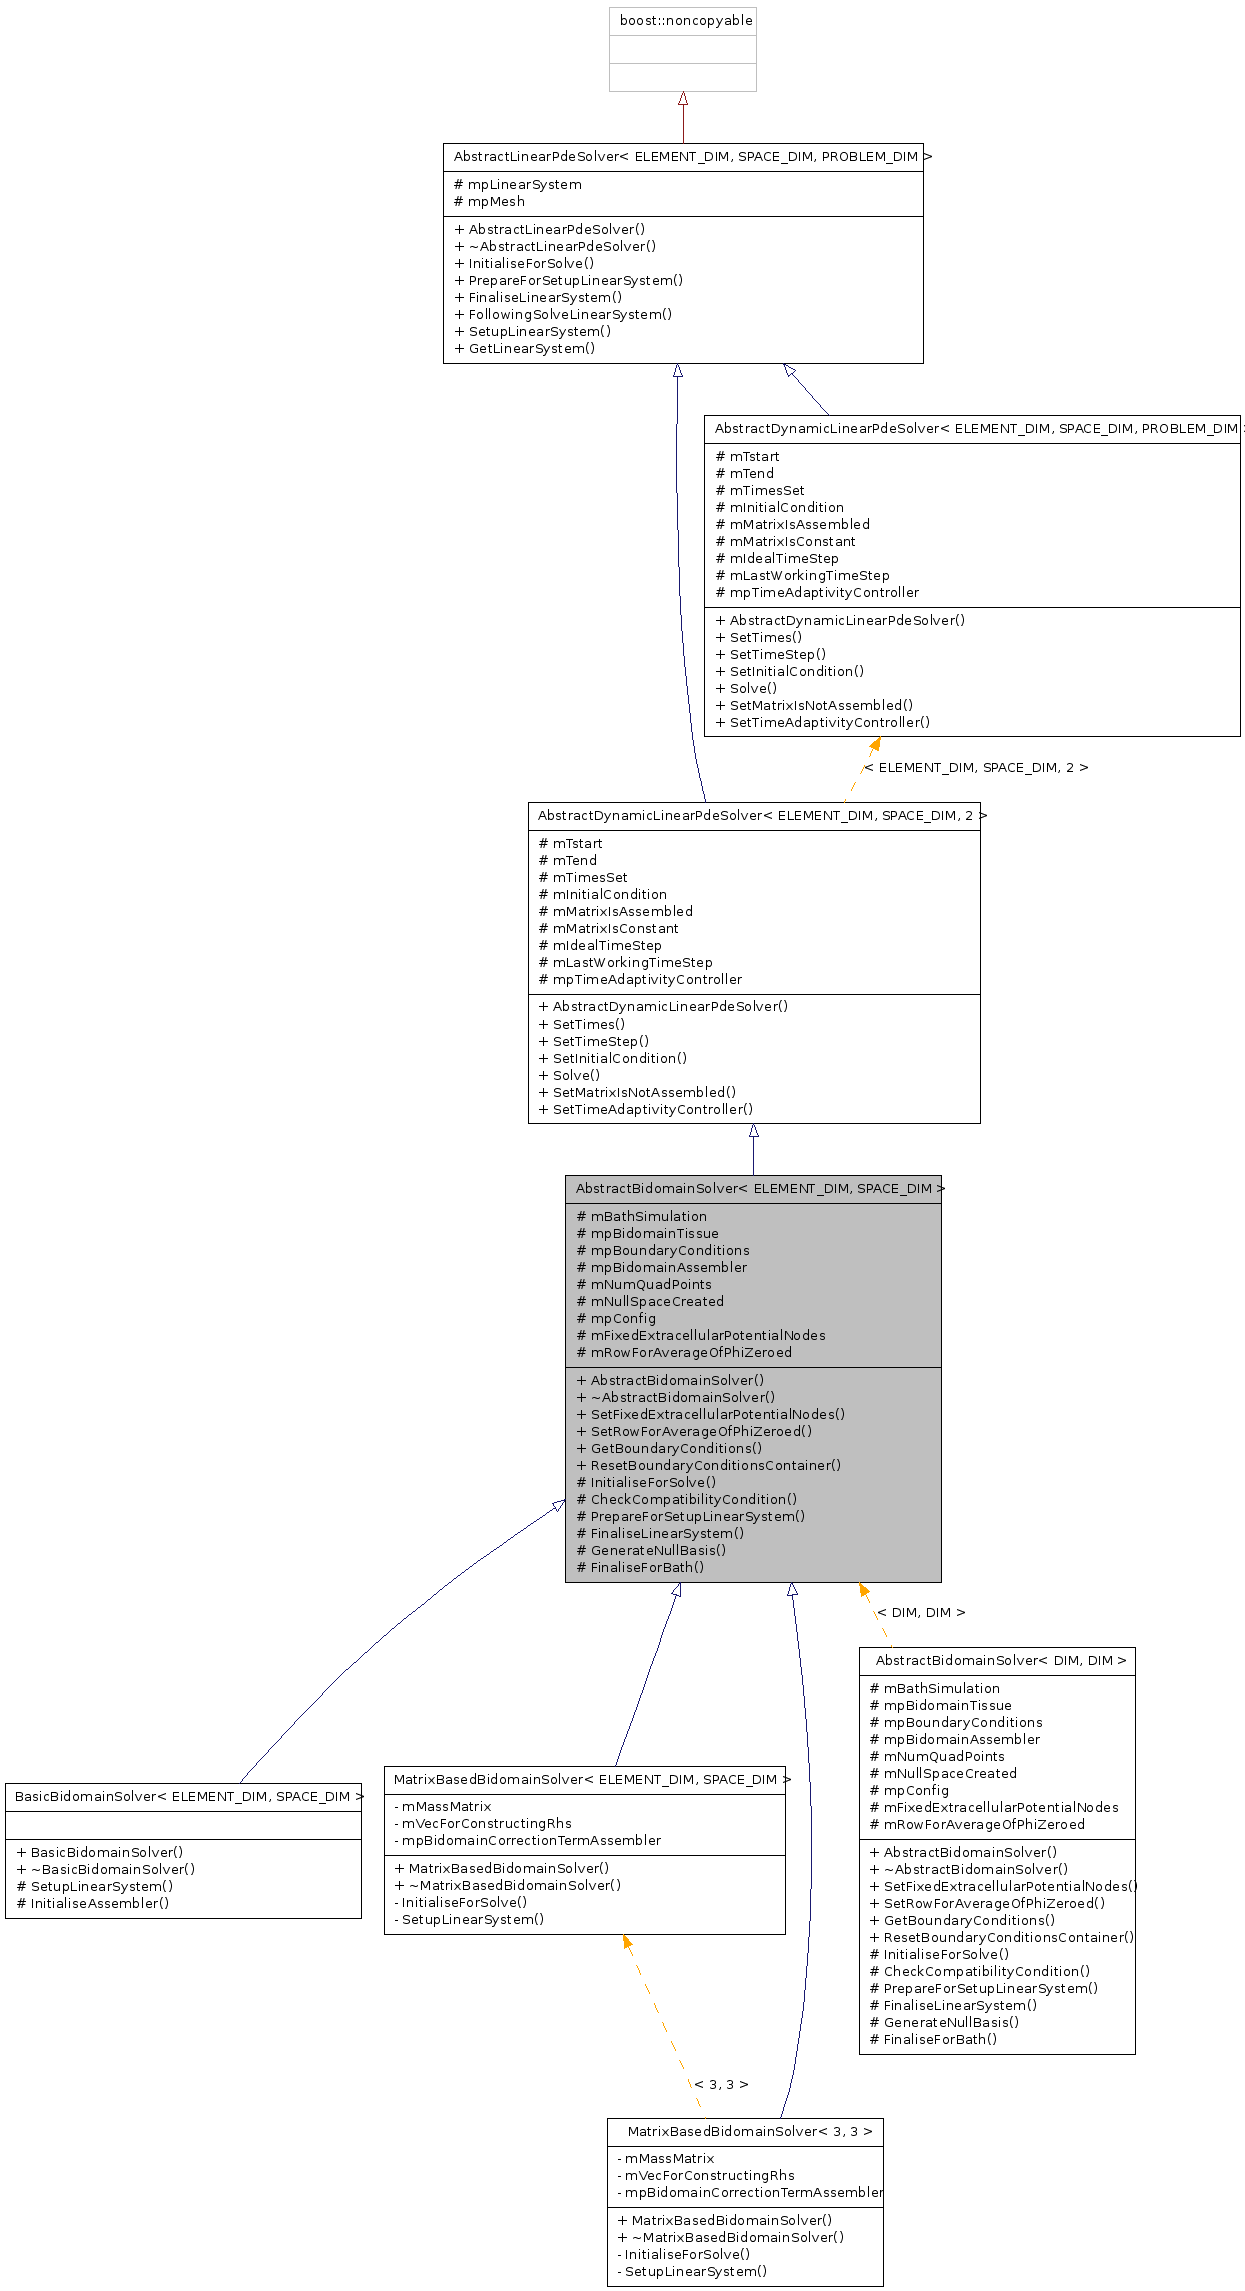 boost::noncopyable
AbstractLinearPdeSolver< ELEMENT_DIM, SPACE_DIM, PROBLEM_DIM >
# mpLinearSystem
# mpMesh
+ AbstractLinearPdeSolver()
+ ~AbstractLinearPdeSolver()
+ InitialiseForSolve()
+ PrepareForSetupLinearSystem()
+ FinaliseLinearSystem()
+ FollowingSolveLinearSystem()
+ SetupLinearSystem()
+ GetLinearSystem()
AbstractDynamicLinearPdeSolver< ELEMENT_DIM, SPACE_DIM, PROBLEM_DIM >
# mTstart
# mTend
# mTimesSet
# mInitialCondition
# mMatrixIsAssembled
# mMatrixIsConstant
# mIdealTimeStep
# mLastWorkingTimeStep
# mpTimeAdaptivityController
+ AbstractDynamicLinearPdeSolver()
+ SetTimes()
+ SetTimeStep()
+ SetInitialCondition()
+ Solve()
+ SetMatrixIsNotAssembled()
+ SetTimeAdaptivityController()
< ELEMENT_DIM, SPACE_DIM, 2 >
AbstractDynamicLinearPdeSolver< ELEMENT_DIM, SPACE_DIM, 2 >
# mTstart
# mTend
# mTimesSet
# mInitialCondition
# mMatrixIsAssembled
# mMatrixIsConstant
# mIdealTimeStep
# mLastWorkingTimeStep
# mpTimeAdaptivityController
+ AbstractDynamicLinearPdeSolver()
+ SetTimes()
+ SetTimeStep()
+ SetInitialCondition()
+ Solve()
+ SetMatrixIsNotAssembled()
+ SetTimeAdaptivityController()
AbstractBidomainSolver< ELEMENT_DIM, SPACE_DIM >
# mBathSimulation
# mpBidomainTissue
# mpBoundaryConditions
# mpBidomainAssembler
# mNumQuadPoints
# mNullSpaceCreated
# mpConfig
# mFixedExtracellularPotentialNodes
# mRowForAverageOfPhiZeroed
+ AbstractBidomainSolver()
+ ~AbstractBidomainSolver()
+ SetFixedExtracellularPotentialNodes()
+ SetRowForAverageOfPhiZeroed()
+ GetBoundaryConditions()
+ ResetBoundaryConditionsContainer()
# InitialiseForSolve()
# CheckCompatibilityCondition()
# PrepareForSetupLinearSystem()
# FinaliseLinearSystem()
# GenerateNullBasis()
# FinaliseForBath()
< DIM, DIM >
AbstractBidomainSolver< DIM, DIM >
# mBathSimulation
# mpBidomainTissue
# mpBoundaryConditions
# mpBidomainAssembler
# mNumQuadPoints
# mNullSpaceCreated
# mpConfig
# mFixedExtracellularPotentialNodes
# mRowForAverageOfPhiZeroed
+ AbstractBidomainSolver()
+ ~AbstractBidomainSolver()
+ SetFixedExtracellularPotentialNodes()
+ SetRowForAverageOfPhiZeroed()
+ GetBoundaryConditions()
+ ResetBoundaryConditionsContainer()
# InitialiseForSolve()
# CheckCompatibilityCondition()
# PrepareForSetupLinearSystem()
# FinaliseLinearSystem()
# GenerateNullBasis()
# FinaliseForBath()
BasicBidomainSolver< ELEMENT_DIM, SPACE_DIM >
+ BasicBidomainSolver()
+ ~BasicBidomainSolver()
# SetupLinearSystem()
# InitialiseAssembler()
MatrixBasedBidomainSolver< ELEMENT_DIM, SPACE_DIM >
- mMassMatrix
- mVecForConstructingRhs
- mpBidomainCorrectionTermAssembler
+ MatrixBasedBidomainSolver()
+ ~MatrixBasedBidomainSolver()
- InitialiseForSolve()
- SetupLinearSystem()
< 3, 3 >
MatrixBasedBidomainSolver< 3, 3 >
- mMassMatrix
- mVecForConstructingRhs
- mpBidomainCorrectionTermAssembler
+ MatrixBasedBidomainSolver()
+ ~MatrixBasedBidomainSolver()
- InitialiseForSolve()
- SetupLinearSystem()